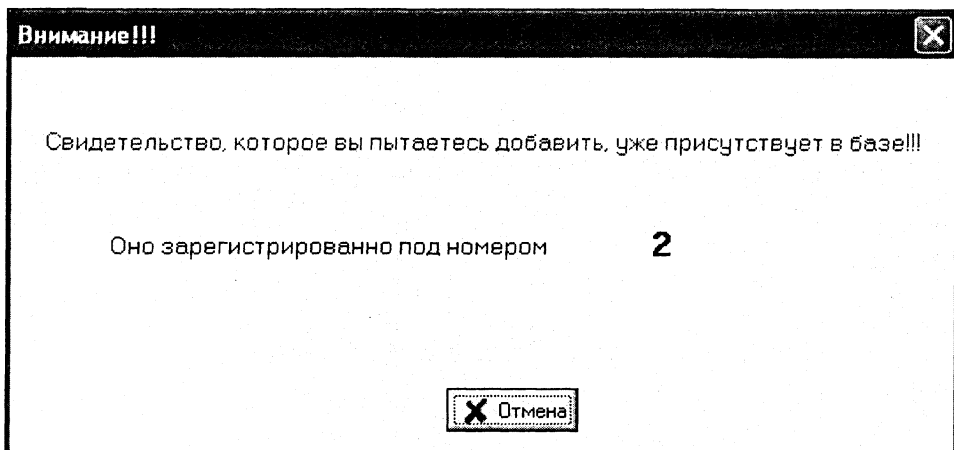 Внимание!!!
Свидетельство, которое вы пытаетесь добавить, уже присутствует в базе!!!
Оно зарегистрированно под номером 2
Отмена